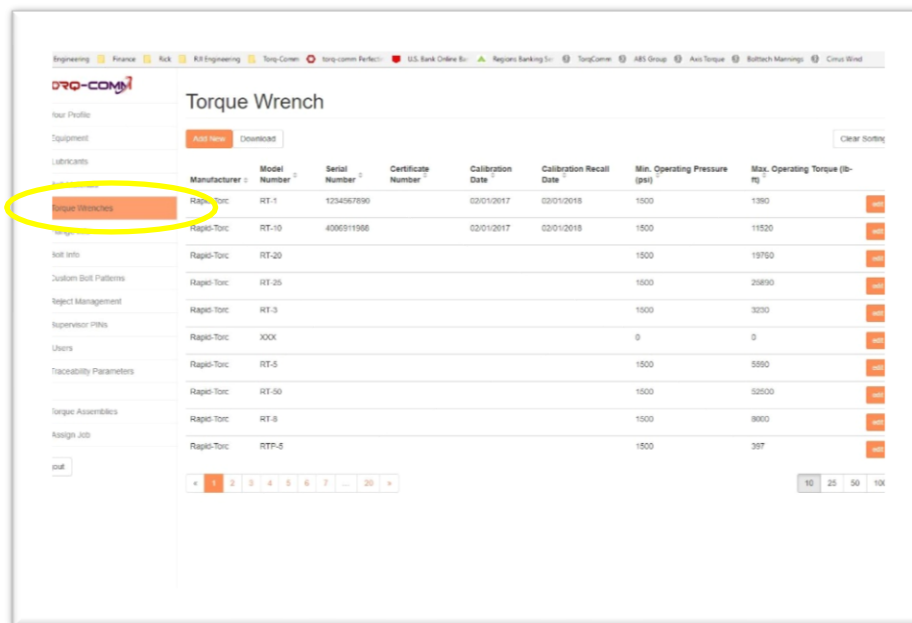 Engineering Finance Rick RJI Engineering Torq-Comm torq-comm Perfect U.S. Bank Online Ba Regions Banking Se TorqComm ABS Group Axis Torque Bolttech Mannings Cirrus Wind
ORQ-COMM
Your Profile
Equipment
Lubricants
Torque Wrenches
Bolt Info
Custom Bolt Patterns
Reject Management
Supervisor PINs
Users
Traceability Parameters
Torque Assemblies
Assign Job
out
Torque Wrench
Add New Download Clear Sorting
Manufacturer Model Number Serial Number Certificate Number Calibration Date Calibration Recall Date Min. Operating Pressure (psi) Max. Operating Torque (lb-ft)
Rapid-Torc RT-1 1234567890 02/01/2017 02/01/2018 1500 1390 edit
Rapid-Torc RT-10 4006911988 02/01/2017 02/01/2018 1500 11520 edit
Rapid-Torc RT-20 1500 19750 edit
Rapid-Torc RT-25 1500 25890 edit
Rapid-Torc RT-3 1500 3230 edit
Rapid-Torc XXX 0 0 edit
Rapid-Torc RT-5 1500 5590 edit
Rapid-Torc RT-50 1500 52500 edit
Rapid-Torc RT-8 1500 8000 edit
Rapid-Torc RTP-5 1500 397 edit
« 1 2 3 4 5 6 7 ... 20 » 10 25 50 100